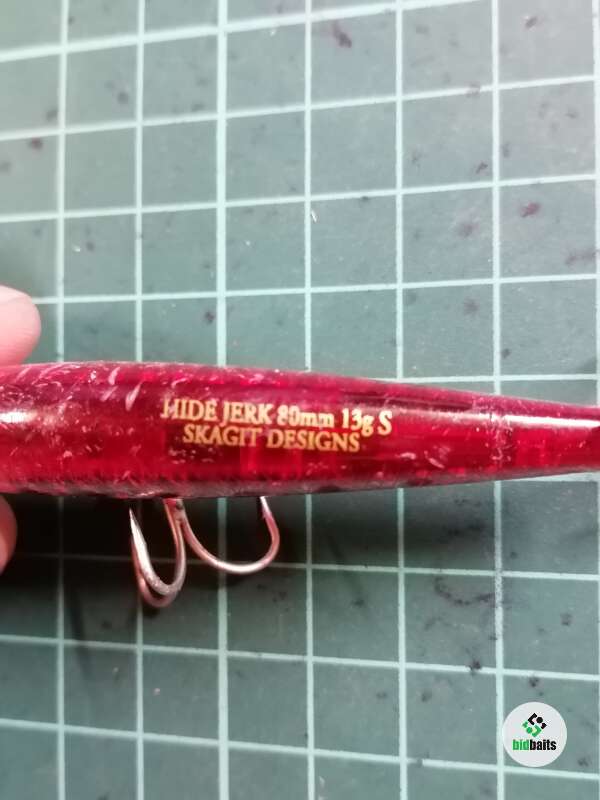 HIDE JERK 80mm 13g S
SKAGIT DESIGNS
bidbaits